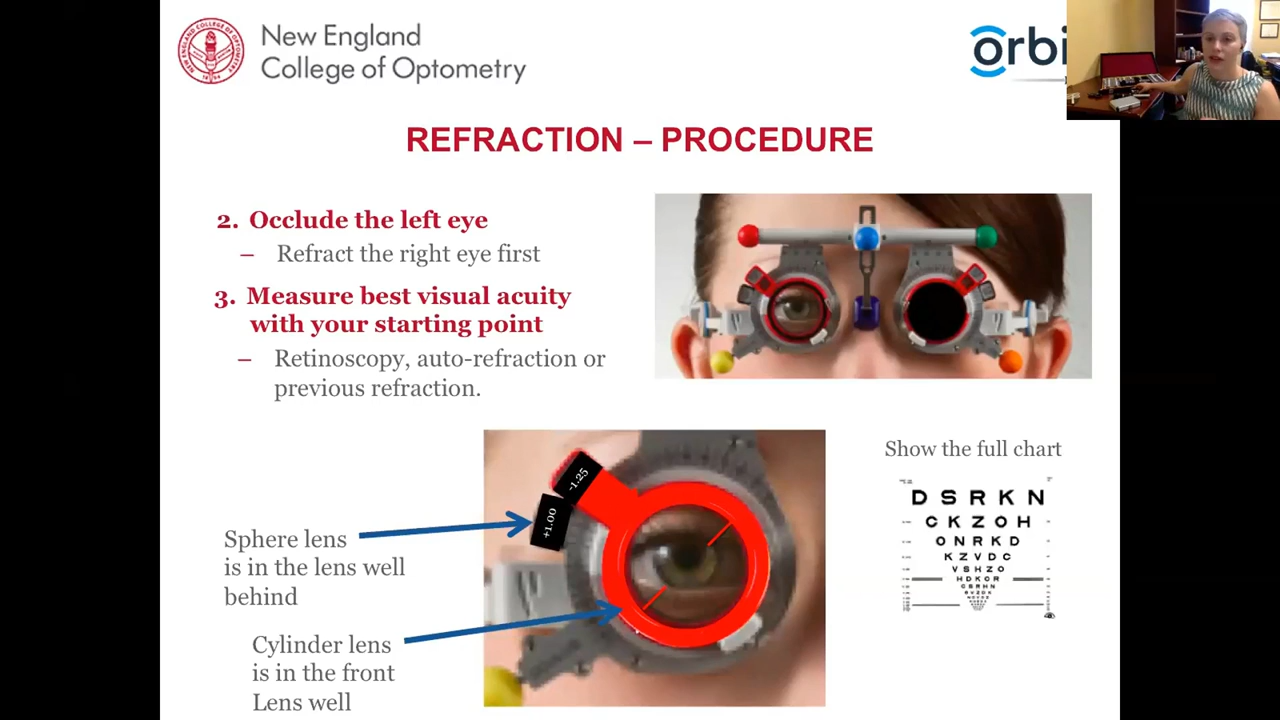 New England
College of Optometry
orbi
REFRACTION – PROCEDURE
2. Occlude the left eye
– Refract the right eye first
3. Measure best visual acuity
with your starting point
– Retinoscopy, auto-refraction or
previous refraction.
-1.25
+1.00
Sphere lens
is in the lens well
behind
Cylinder lens
is in the front
Lens well
Show the full chart
D S R K N
C K Z O H
O N R K D
K Z V D C
V S H Z O
H D K C R